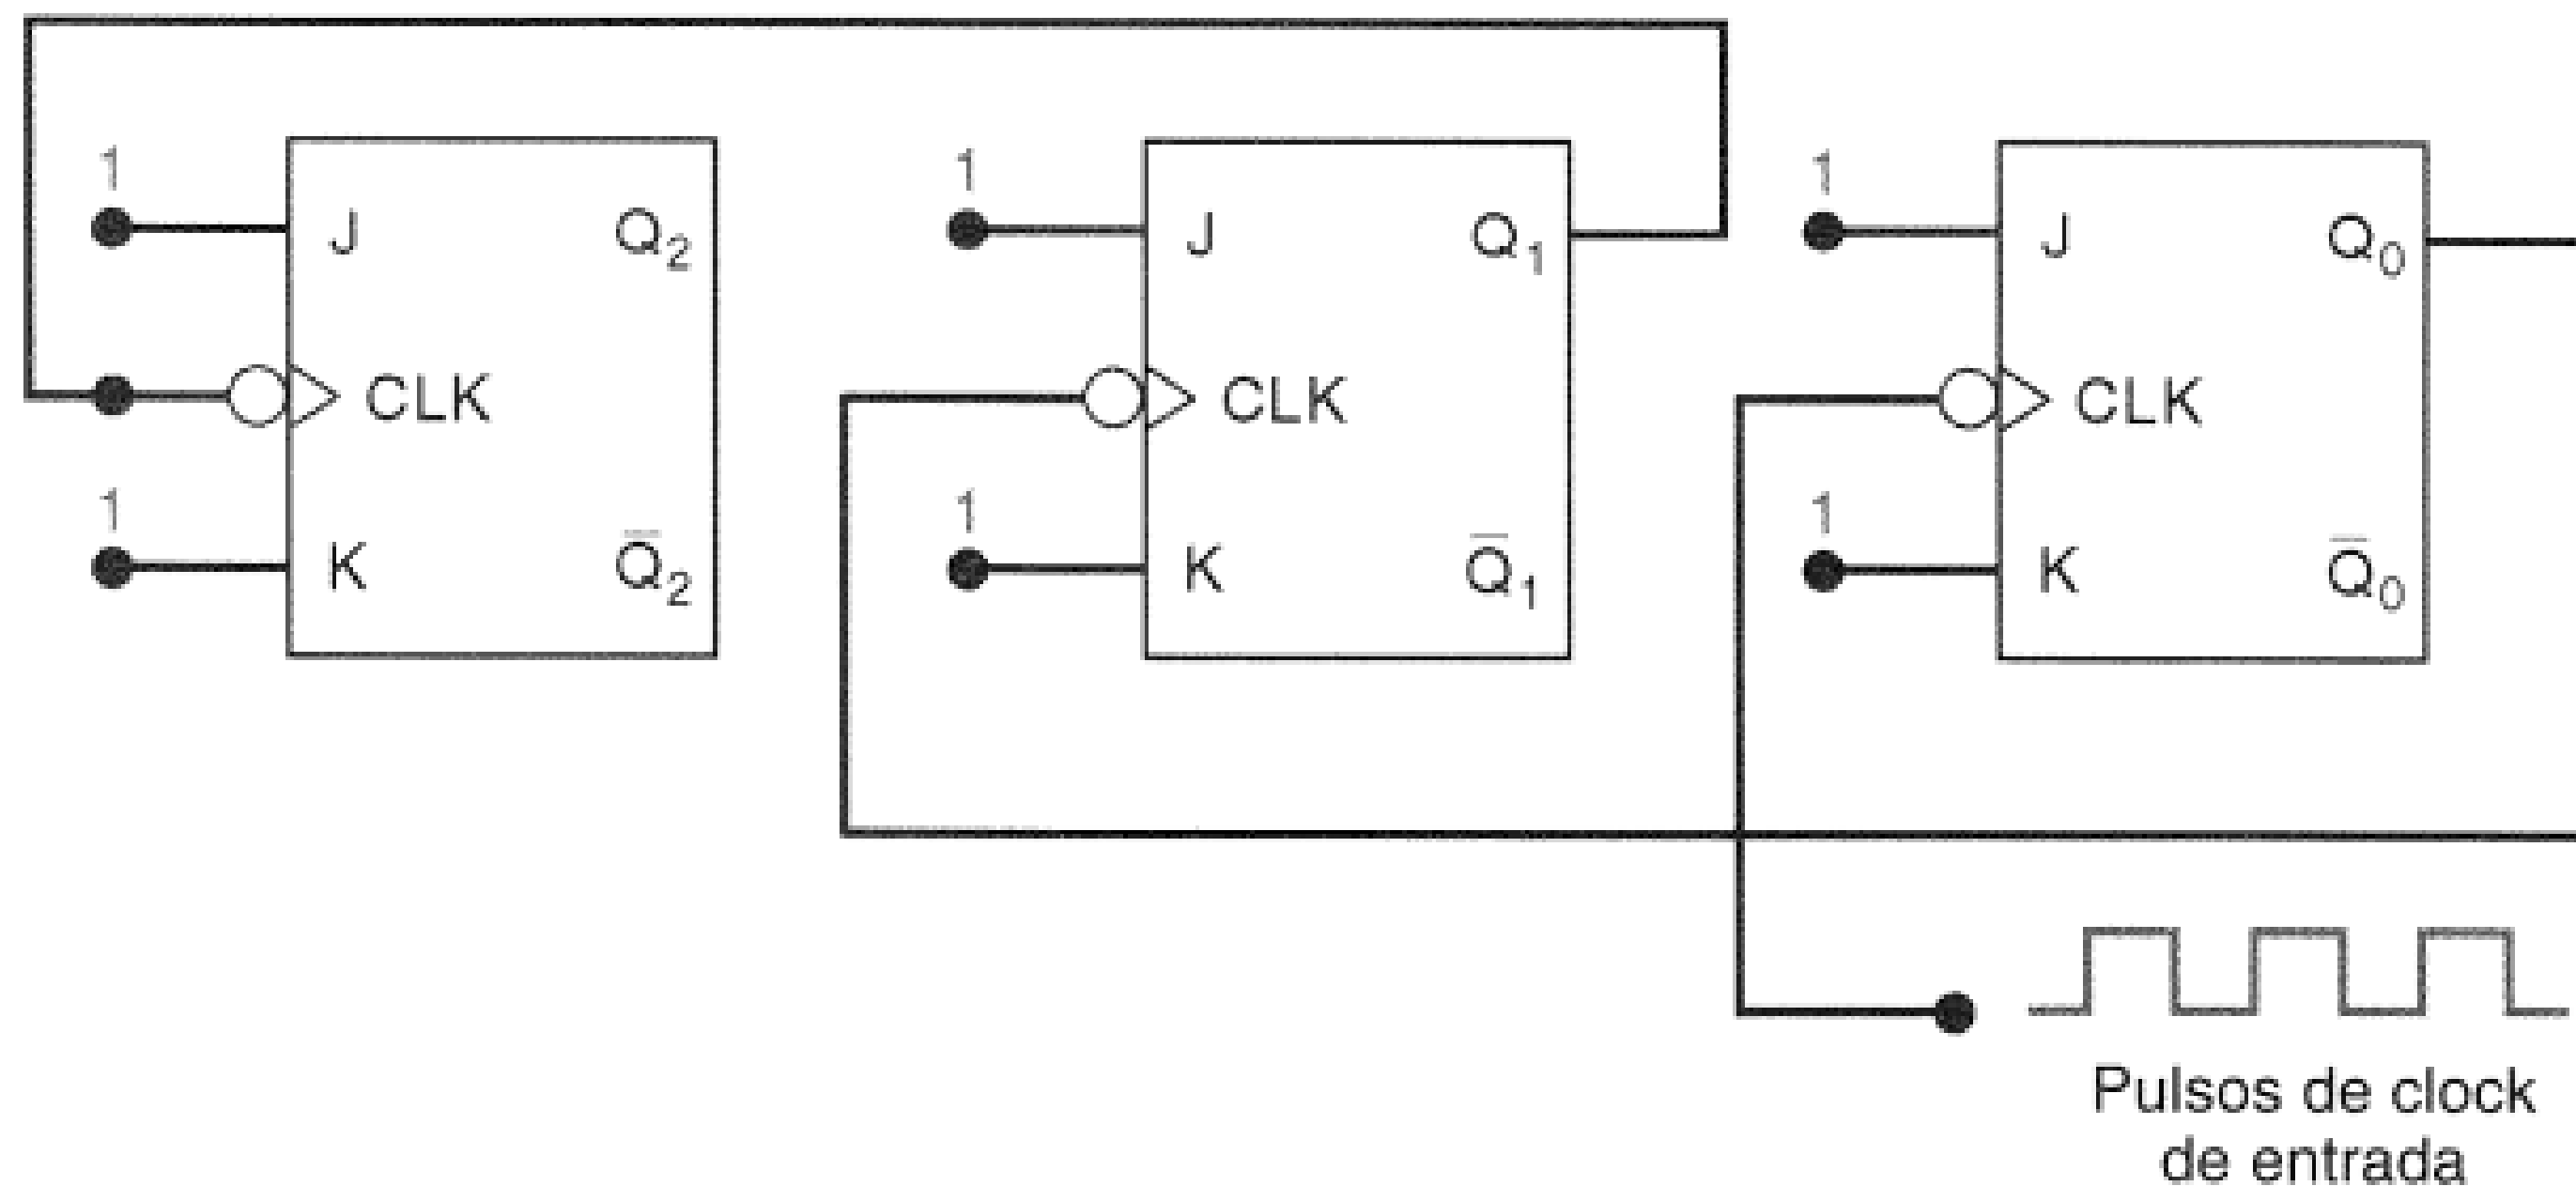 1 1 1
J Q2 J Q1 J Q0
CLK CLK CLK
1 1 1
K Q̅2 K Q̅1 K Q̅0
Pulsos de clock
de entrada